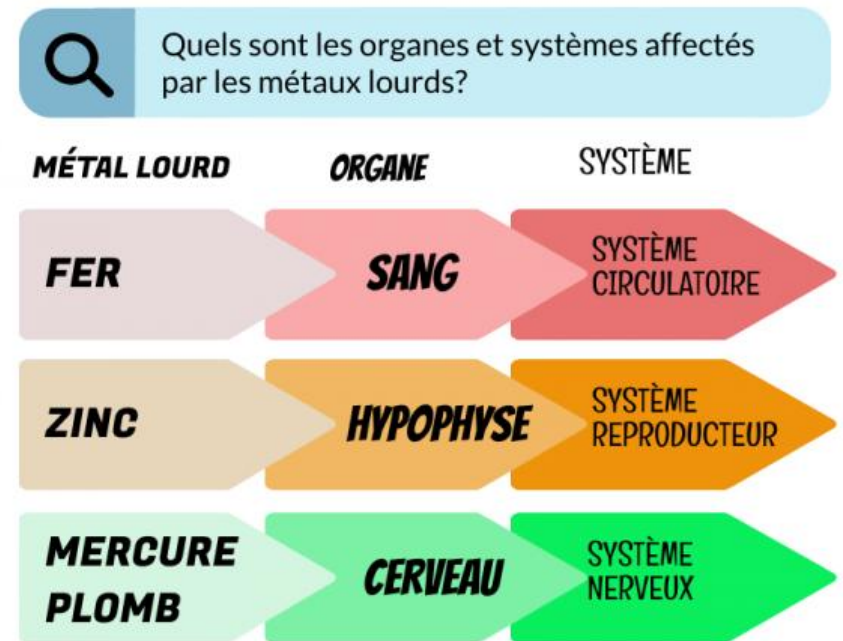 Quels sont les organes et systèmes affectés
par les métaux lourds?
MÉTAL LOURD ORGANE SYSTÈME
FER SANG SYSTÈME
CIRCULATOIRE
ZINC HYPOPHYSE SYSTÈME
REPRODUCTEUR
MERCURE
PLOMB CERVEAU SYSTÈME
NERVEUX